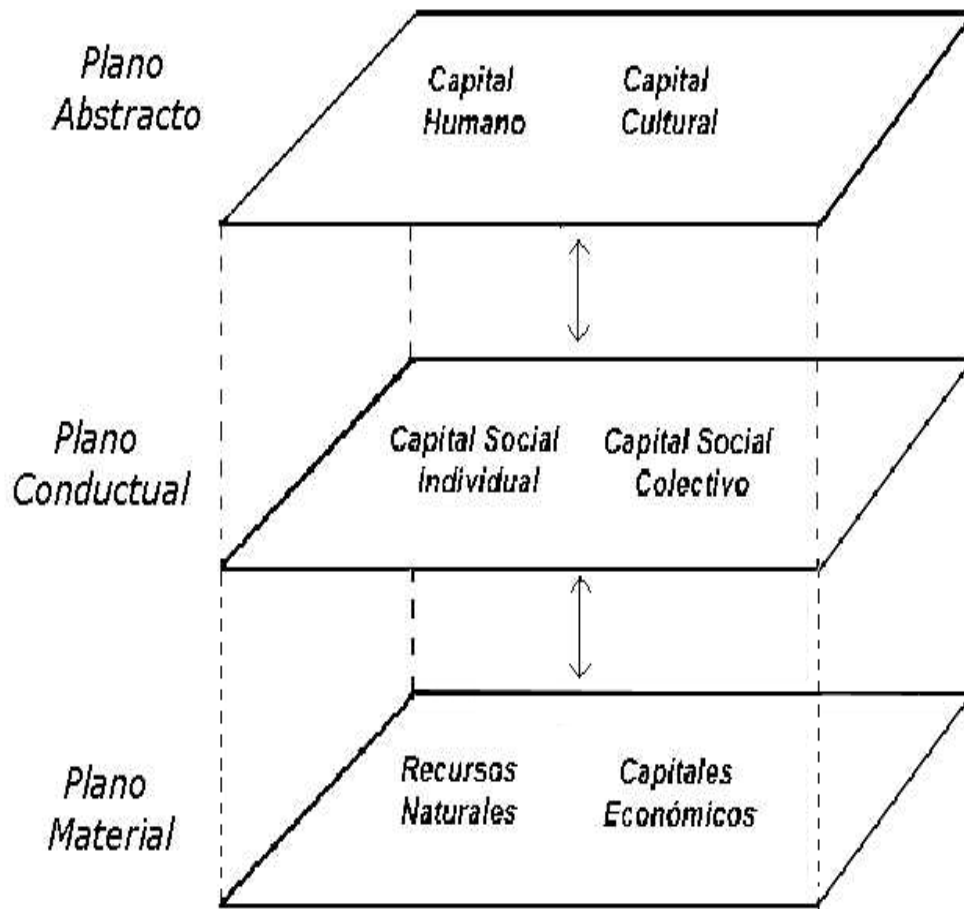 Plano
Abstracto
Capital
Humano
Capital
Cultural
Plano
Conductual
Capital Social
Individual
Capital Social
Colectivo
Plano
Material
Recursos
Naturales
Capitales
Económicos